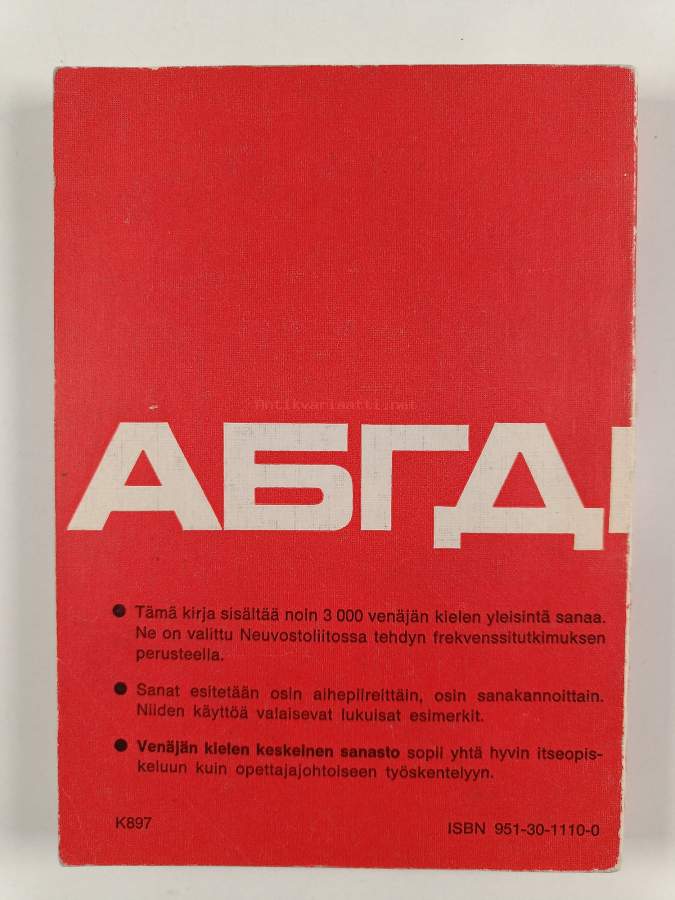 Antikvariaatti.net
АБГД
● Tämä kirja sisältää noin 3 000 venäjän kielen yleisintä sanaa.
Ne on valittu Neuvostoliitossa tehdyn frekvenssitutkimuksen
perusteella.
● Sanat esitetään osin aihepiireittäin, osin sanakannoittain.
Niiden käyttöä valaisevat lukuisat esimerkit.
● Venäjän kielen keskeinen sanasto sopii yhtä hyvin itseopis-
keluun kuin opettajajohtoiseen työskentelyyn.
K897
ISBN 951-30-1110-0